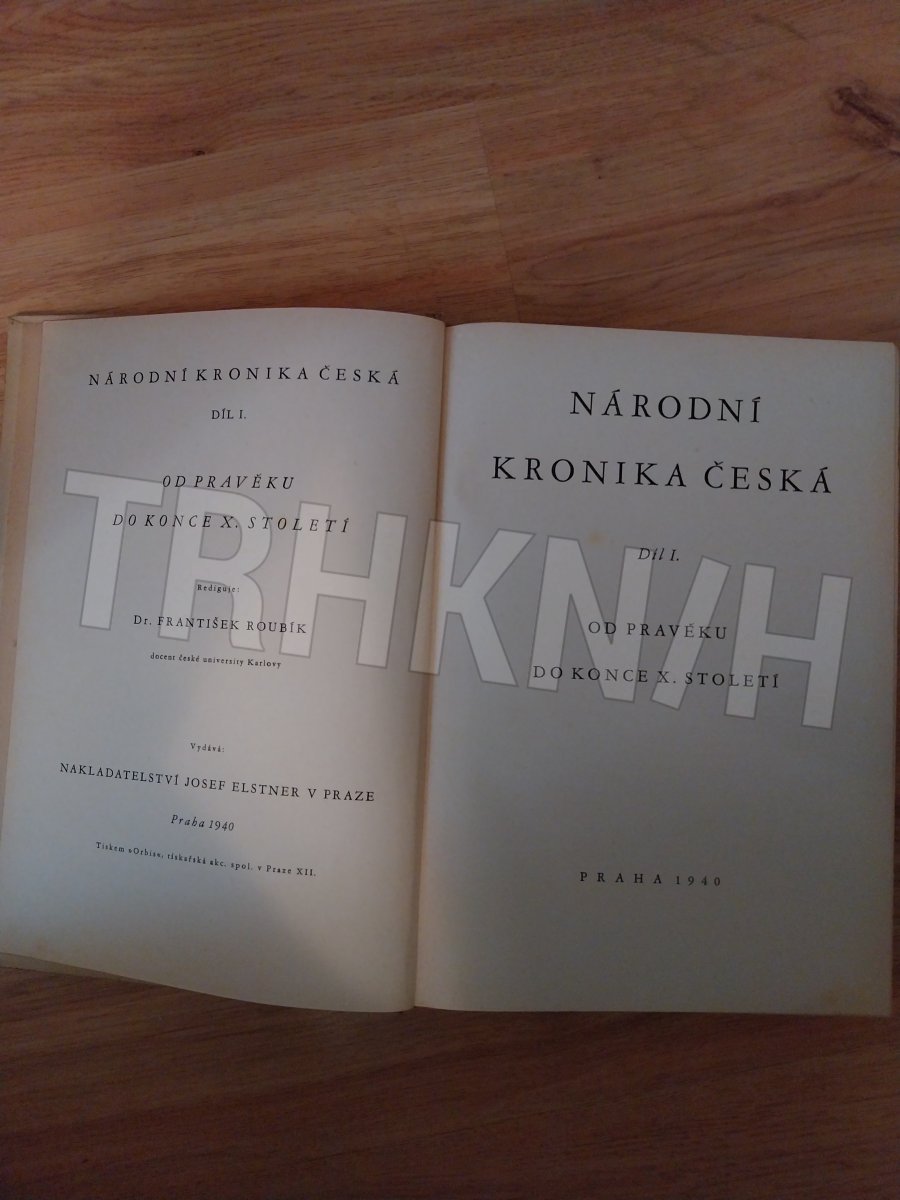 NÁRODNÍ KRONIKA ČESKÁ
DÍL I.
OD PRAVĚKU
DO KONCE X. STOLETÍ
Rediguje:
Dr. FRANTIŠEK ROUBÍK
docent české university Karlovy
Vydává:
NAKLADATELSTVÍ JOSEF ELSTNER V PRAZE
Praha 1940
Tiskem »Orbis«, tiskařská akc. spol. v Praze XII.
NÁRODNÍ
KRONIKA ČESKÁ
Díl I.
OD PRAVĚKU
DO KONCE X. STOLETÍ
PRAHA 1940
TRHKNIH